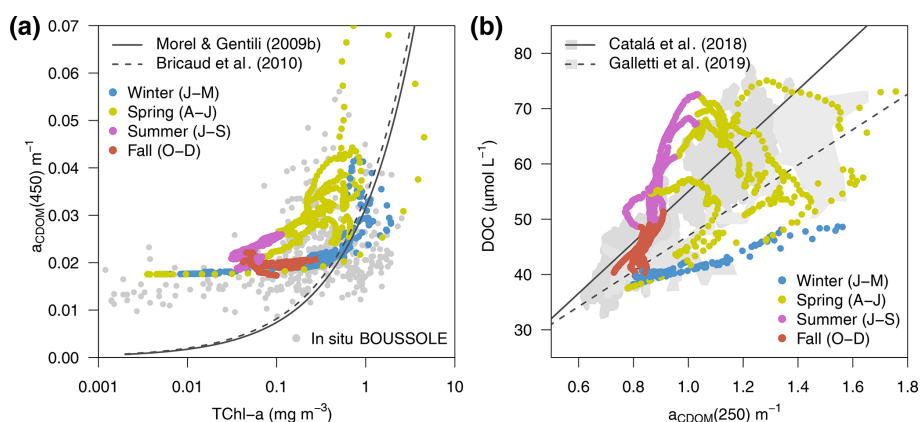 (a)
Morel & Gentili (2009b)
Bricaud et al. (2010)
Winter (J−M)
Spring (A−J)
Summer (J−S)
Fall (O−D)
In situ BOUSSOLE
0.07
0.06
0.05
0.04
0.03
0.02
0.01
0.00
aCDOM(450) m−1
0.001
0.01
0.1
1
10
TChl−a (mg m−3)
(b)
Catalá et al. (2018)
Galletti et al. (2019)
Winter (J−M)
Spring (A−J)
Summer (J−S)
Fall (O−D)
80
70
60
50
40
30
DOC (μmol L−1)
0.6
0.8
1.0
1.2
1.4
1.6
1.8
aCDOM(250) m−1